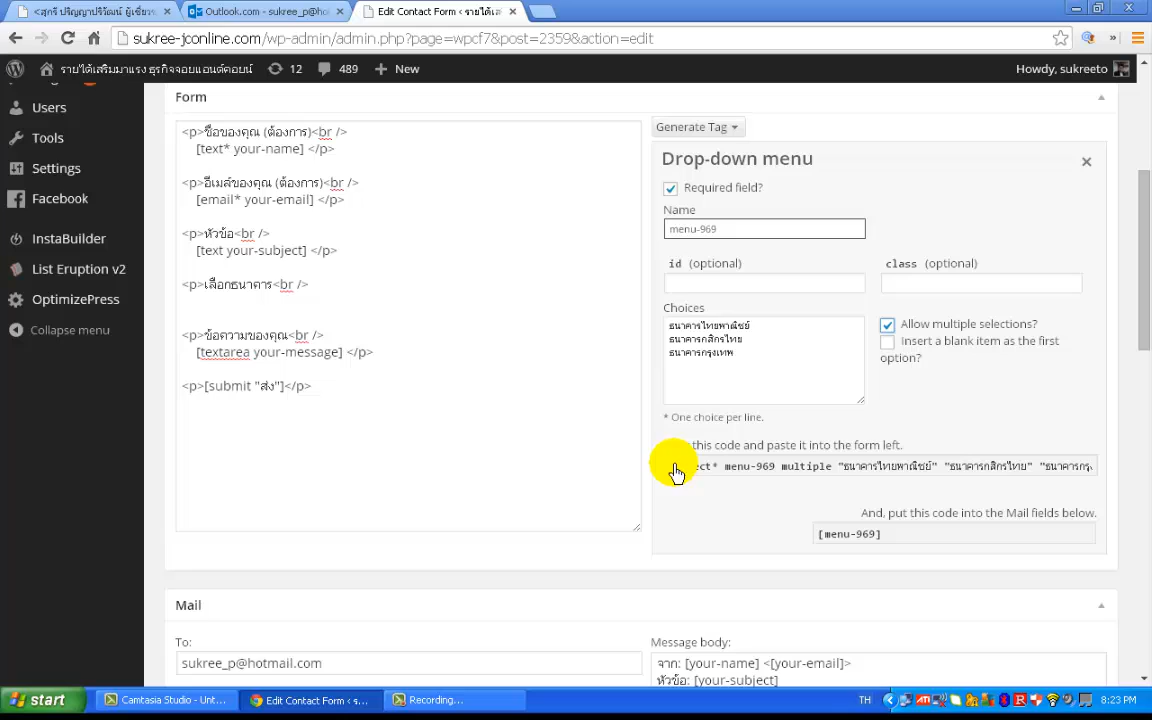 <สุกรี ปริญญาปริวัฒน์ ผู้เชี่ยว
Outlook.com - sukree_p@hot
Edit Contact Form ‹ รายได้เส
sukree-jconline.com/wp-admin/admin.php?page=wpcf7&post=2359&action=edit
รายได้เสริมมาแรง ธุรกิจจอยแอนด์คอยน์
12
489
New
Howdy, sukreeto
Users
Tools
Settings
Facebook
InstaBuilder
List Eruption v2
OptimizePress
Collapse menu
Form
<p>ชื่อของคุณ (ต้องการ)<br />
[text* your-name] </p>
<p>อีเมล์ของคุณ (ต้องการ)<br />
[email* your-email] </p>
<p>หัวข้อ<br />
[text your-subject] </p>
<p>เลือกธนาคาร<br />
<p>ข้อความของคุณ<br />
[textarea your-message] </p>
<p>[submit "ส่ง"]</p>
Generate Tag
Drop-down menu
Required field?
Name
menu-969
id (optional)
class (optional)
Choices
ธนาคารไทยพาณิชย์
ธนาคารกสิกรไทย
ธนาคารกรุงเทพ
Allow multiple selections?
Insert a blank item as the first
option?
* One choice per line.
this code and paste it into the form left.
ect* menu-969 multiple "ธนาคารไทยพาณิชย์" "ธนาคารกสิกรไทย" "ธนาคารกรุ
And, put this code into the Mail fields below.
[menu-969]
Mail
To:
sukree_p@hotmail.com
Message body:
จาก: [your-name] <[your-email]>
หัวข้อ: [your-subject]
start
Camtasia Studio - Unt...
Edit Contact Form ‹ ร...
Recording...
TH
8:23 PM